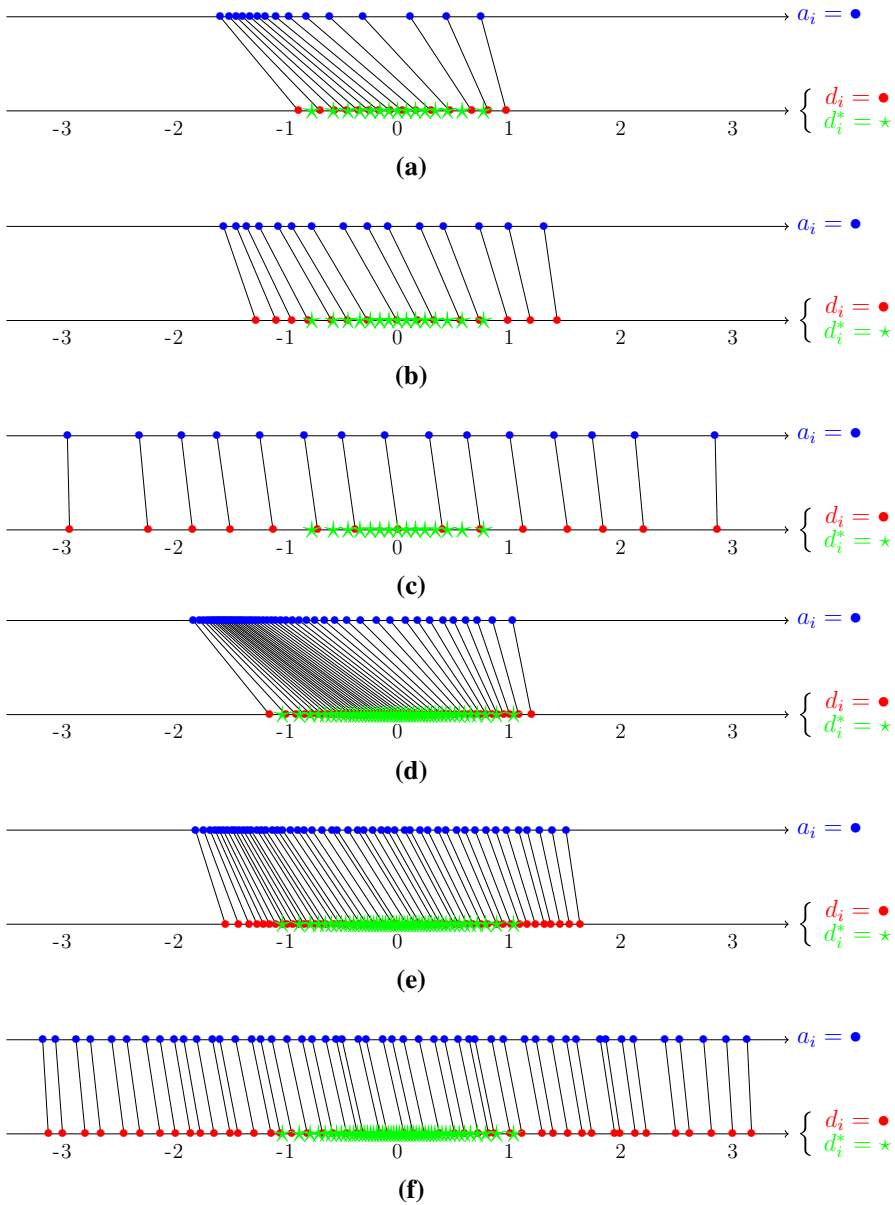 a_i = ●
d_i = ●
d_i^* = ⋆
-3 -2 -1 0 1 2 3
(a)
a_i = ●
d_i = ●
d_i^* = ⋆
-3 -2 -1 0 1 2 3
(b)
a_i = ●
d_i = ●
d_i^* = ⋆
-3 -2 -1 0 1 2 3
(c)
a_i = ●
d_i = ●
d_i^* = ⋆
-3 -2 -1 0 1 2 3
(d)
a_i = ●
d_i = ●
d_i^* = ⋆
-3 -2 -1 0 1 2 3
(e)
a_i = ●
d_i = ●
d_i^* = ⋆
-3 -2 -1 0 1 2 3
(f)